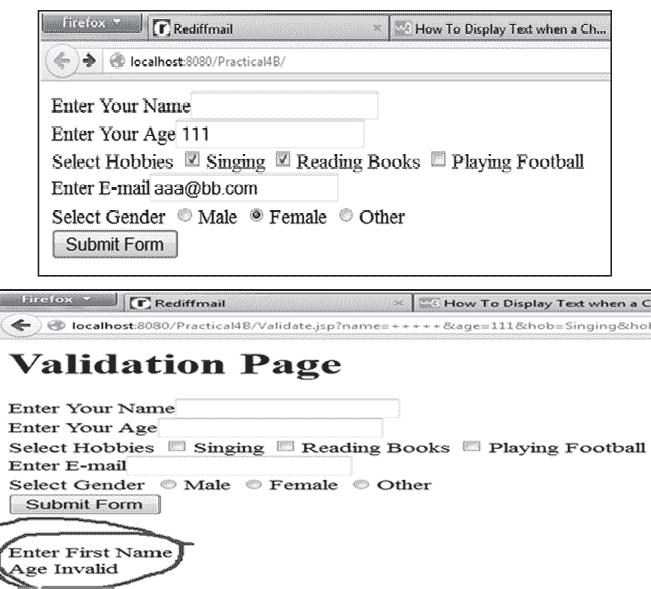 Firefox
Rediffmail
How To Display Text when a Ch...
localhost:8080/Practical4B/
Enter Your Name
Enter Your Age 111
Select Hobbies Singing Reading Books Playing Football
Enter E-mail aaa@bb.com
Select Gender Male Female Other
Submit Form
Firefox
Rediffmail
How To Display Text when a C
localhost:8080/Practical4B/Validate.jsp?name=+++++&age=111&hob=Singing&hol
Validation Page
Enter Your Name
Enter Your Age
Select Hobbies Singing Reading Books Playing Football
Enter E-mail
Select Gender Male Female Other
Submit Form
Enter First Name
Age Invalid